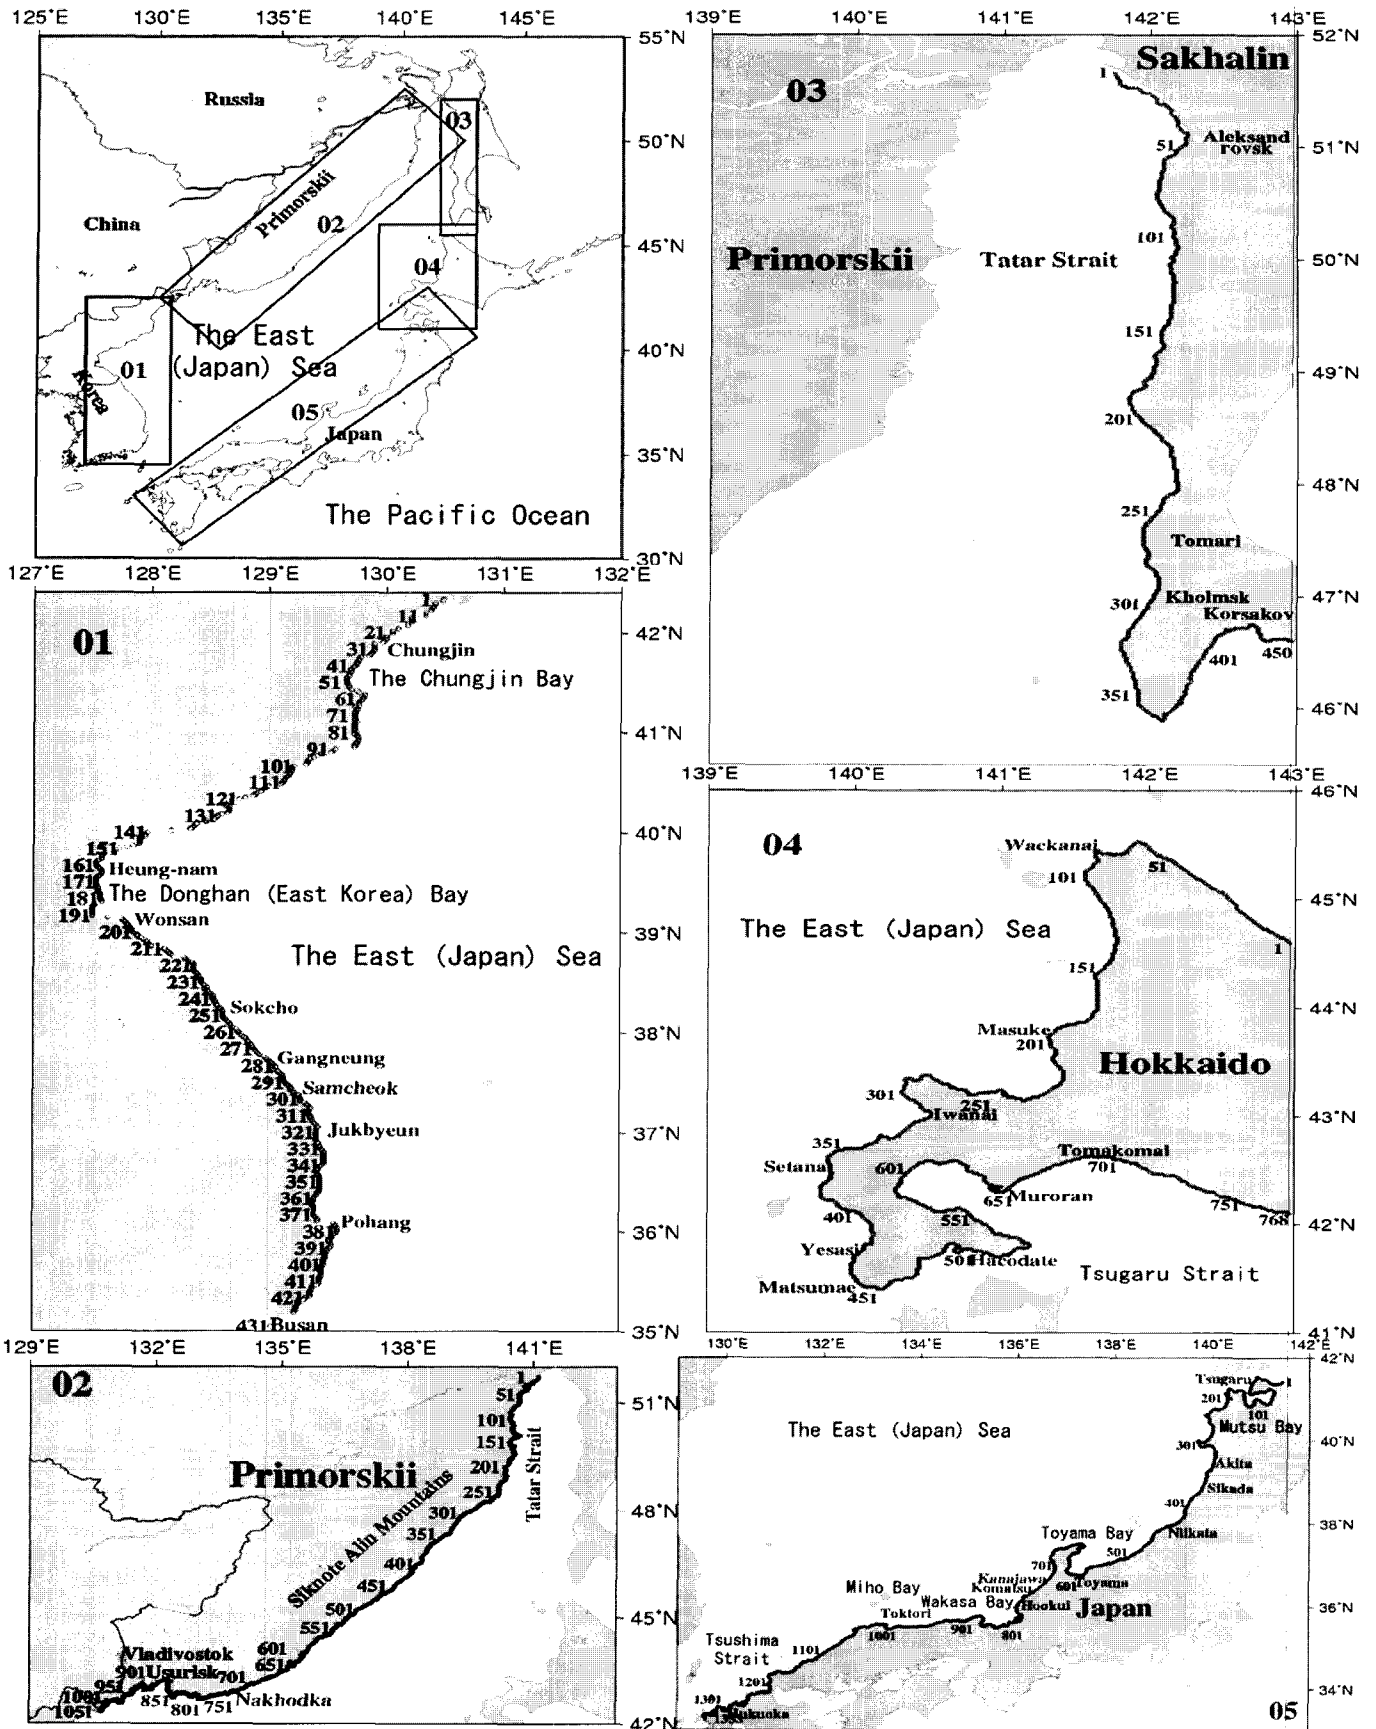 125°E 130°E 135°E 140°E 145°E
55°N
Russia
03
50°N
Primorskii
02
China
45°N
04
The East
(Japan) Sea
40°N
01
Korea
05
Japan
35°N
The Pacific Ocean
30°N
139°E 140°E 141°E 142°E 143°E
52°N
Sakhalin
1
03
Aleksand
rovsk
51
51°N
101
Primorskii
Tatar Strait
50°N
151
49°N
201
48°N
251
Tomari
Kholmsk
47°N
301
Korsakov
401
450
351
46°N
127°E 128°E 129°E 130°E 131°E 132°E
1
11
01
21
42°N
31
Chungjin
41
The Chungjin Bay
51
61
71
81
41°N
91
101
111
121
131
141
40°N
151
161
Heung-nam
171
181
The Donghan (East Korea) Bay
191
Wonsan
201
39°N
211
The East (Japan) Sea
221
231
241
Sokcho
251
261
38°N
271
Gangneung
281
291
Samcheok
301
311
Jukbyeun
321
37°N
331
341
351
361
371
Pohang
381
36°N
391
401
411
421
431 Busan
35°N
139°E 140°E 141°E 142°E 143°E
46°N
04
Wackanai
51
101
45°N
The East (Japan) Sea
1
151
44°N
Masuke
201
Hokkaido
301
251
Iwanai
43°N
351
Tomakomal
Setana
601
701
651
Muroran
401
551
751
768
42°N
Yesasi
501
Hacodate
Tsugaru Strait
Matsumae
451
41°N
129°E 132°E 135°E 138°E 141°E
02
1
51
51°N
101
151
Tatar Strait
Primorskii
201
251
48°N
301
Siknote Alin Mountains
351
401
451
501
45°N
551
601
Vladivostok
651
901
Usurisk
701
951
1001
851
801
751
Nakhodka
1051
42°N
130°E 132°E 134°E 136°E 138°E 140°E 142°E
42°N
Tsugaru
1
201
101
The East (Japan) Sea
Mutsu Bay
301
40°N
Akita
Sikada
401
Toyama Bay
Niikata
38°N
501
701
Kanajawa
601
Toyama
Miho Bay
Komatsu
Wakasa Bay
Hookui
Japan
36°N
Toktori
1001
901
801
Tsushima
Strait
1101
1201
34°N
1301
Fukuoka
05